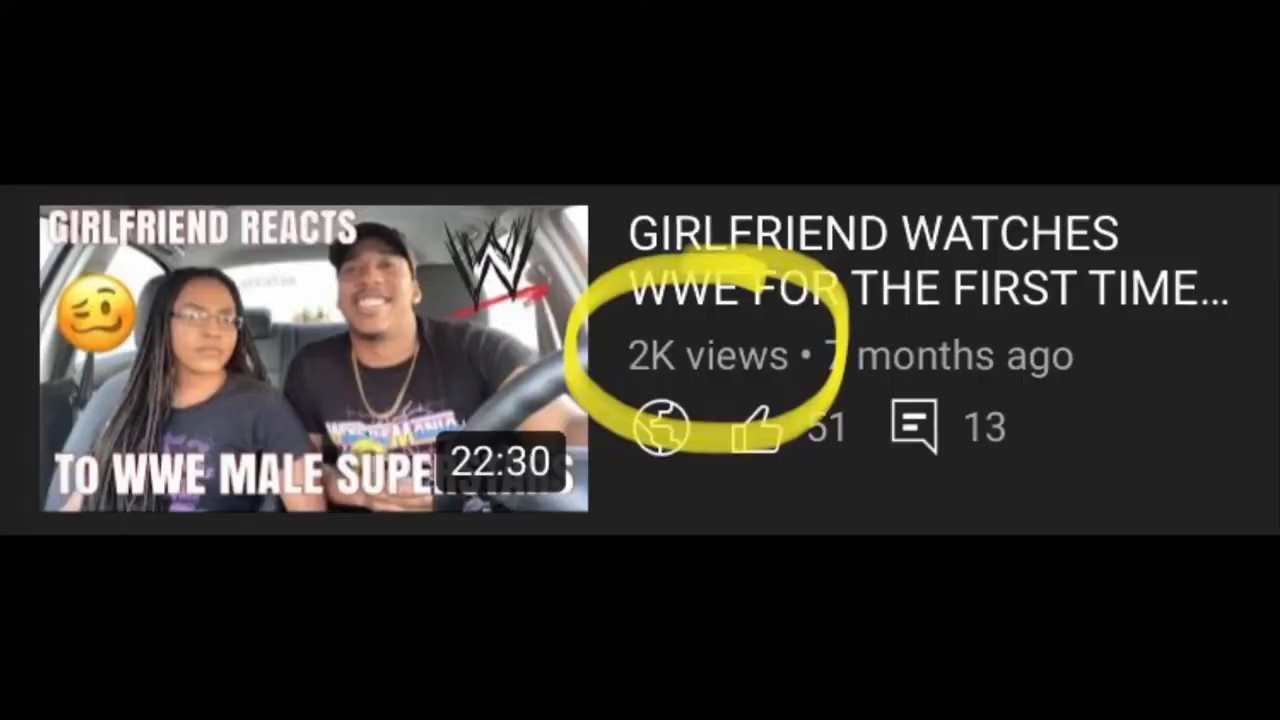 GIRLFRIEND REACTS
TO WWE MALE SUPERSTARS
22:30
GIRLFRIEND WATCHES
WWE FOR THE FIRST TIME...
2K views • 7 months ago
51 13